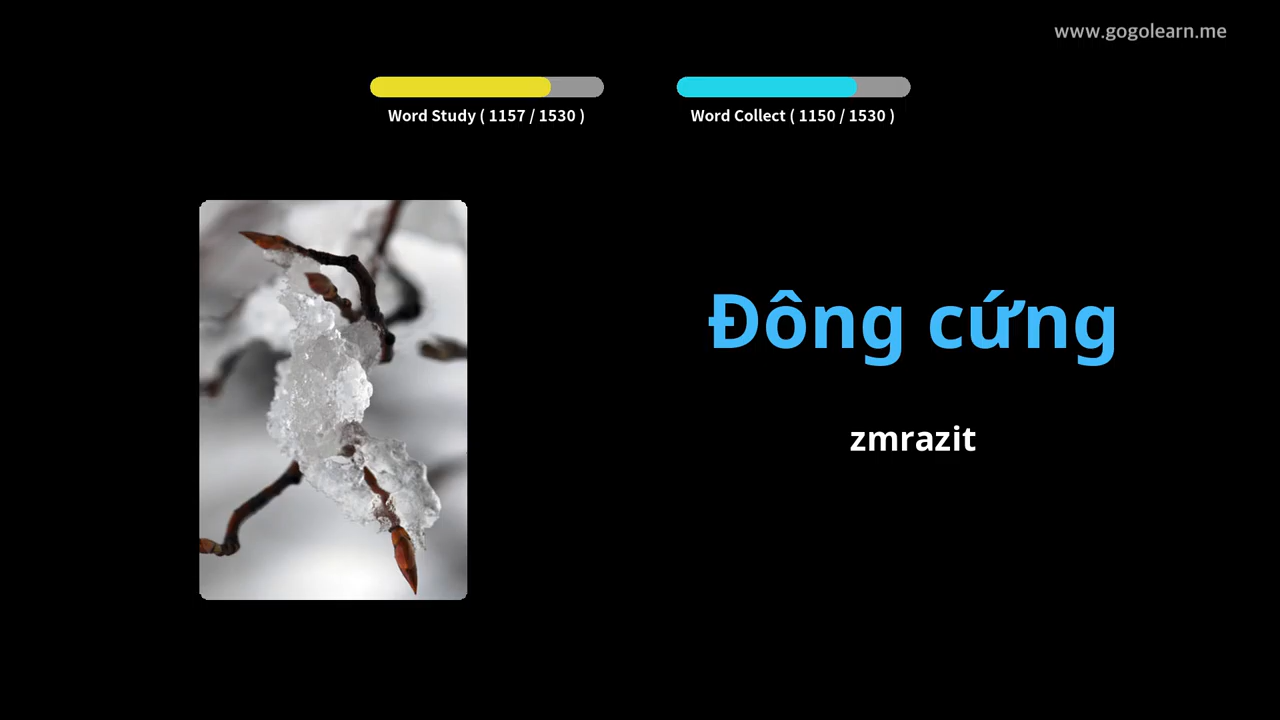 www.gogolearn.me
Word Study ( 1157 / 1530 )
Word Collect ( 1150 / 1530 )
Đông cứng
zmrazit